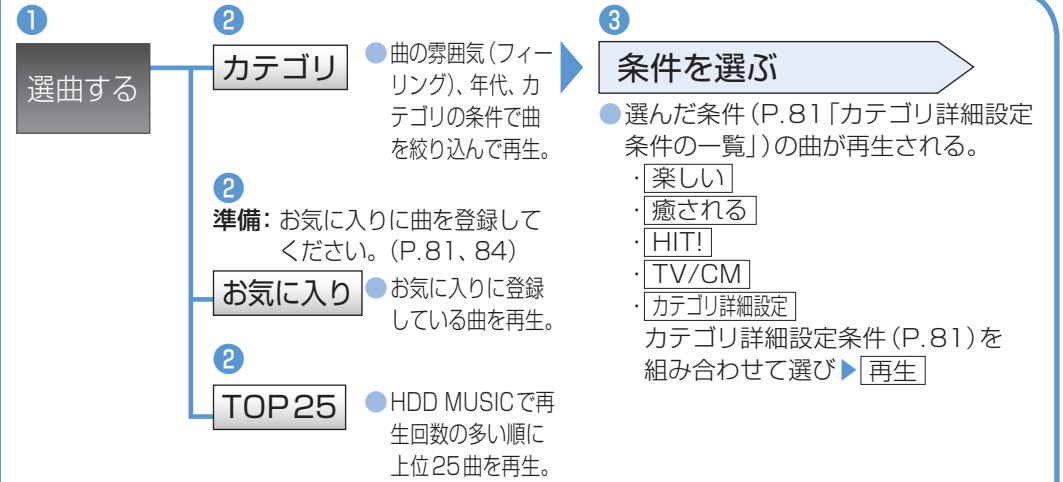 ❶
選曲する
❷
カテゴリ
●曲の雰囲気（フィー
リング）、年代、カ
テゴリの条件で曲
を絞り込んで再生。
❷
準備：お気に入りに曲を登録して
ください。（P.81、84）
お気に入り
●お気に入りに登録
している曲を再生。
❷
TOP25
●HDD MUSICで再
生回数の多い順に
上位25曲を再生。
❸
条件を選ぶ
●選んだ条件（P.81「カテゴリ詳細設定
条件の一覧」）の曲が再生される。
・楽しい
・癒される
・HIT!
・TV/CM
・カテゴリ詳細設定
カテゴリ詳細設定条件（P.81）を
組み合わせて選び▶再生